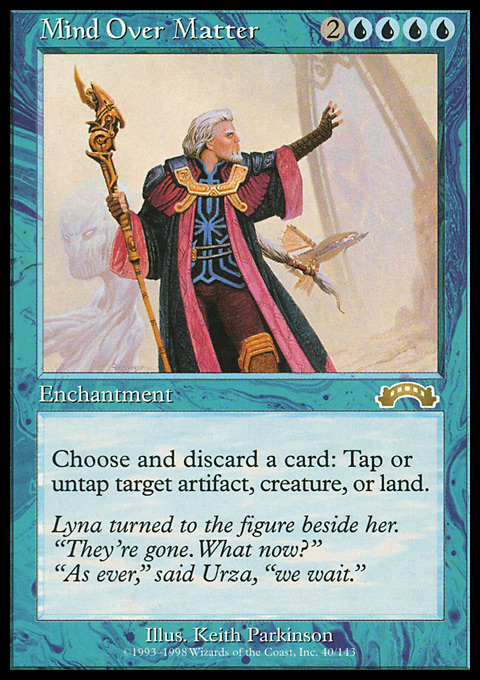 Mind Over Matter 2
Enchantment
Choose and discard a card: Tap or
untap target artifact, creature, or land.
Lyna turned to the figure beside her.
“They’re gone. What now?”
“As ever,” said Urza, “we wait.”
Illus. Keith Parkinson
©1993–1998 Wizards of the Coast, Inc. 40/143